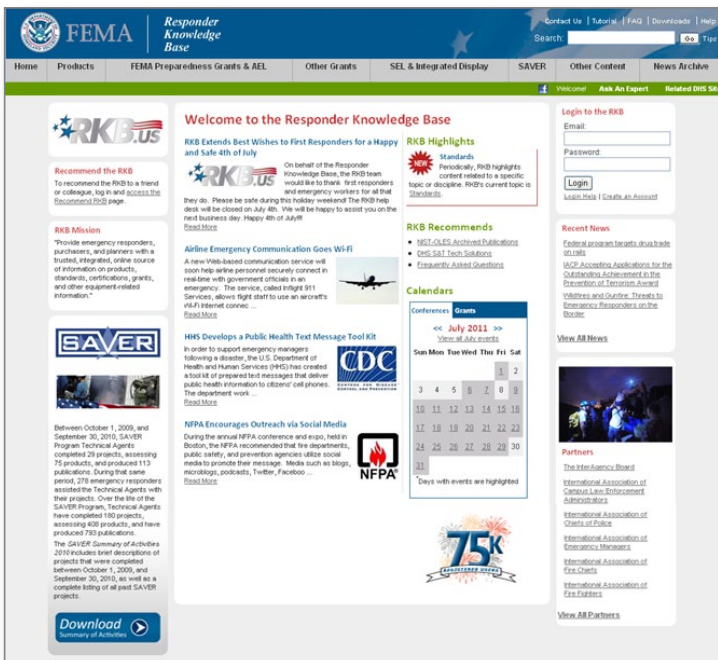 FEMA
Responder
Knowledge
Base
Contact Us | Tutorial | FAQ | Downloads | Help
Search:
Go Tips
Home Products FEMA Preparedness Grants & AEL Other Grants SEL & Integrated Display SAVER Other Content News Archive
Welcome! Ask An Expert Related DHS Sit
RKB.US
Recommend the RKB
To recommend the RKB to a friend
or colleague, log in and access the
Recommend RKB page.
RKB Mission
"Provide emergency responders,
purchasers, and planners with a
trusted, integrated, online source
of information on products,
standards, certifications, grants,
and other equipment-related
information."
SAVER
Between October 1, 2009, and
September 30, 2010, SAVER
Program Technical Agents
completed 29 projects, assessing
75 products, and produced 113
publications. During that same
period, 278 emergency responders
assisted the Technical Agents with
their projects. Over the life of the
SAVER Program, Technical Agents
have completed 180 projects,
assessing 408 products, and have
produced 793 publications.
The SAVER Summary of Activities
2010 includes brief descriptions of
projects that were completed
between October 1, 2009, and
September 30, 2010, as well as a
complete listing of all past SAVER
projects.
Download
Summary of Activities
Welcome to the Responder Knowledge Base
RKB Extends Best Wishes to First Responders for a Happy
and Safe 4th of July
RKB.US
On behalf of the Responder
Knowledge Base, the RKB team
would like to thank first responders
and emergency workers for all that
they do. Please be safe during this holiday weekend! The RKB help
desk will be closed on July 4th. We will be happy to assist you on the
next business day. Happy 4th of July!!!
Read More
Airline Emergency Communication Goes Wi-Fi
A new Web-based communication service will
soon help airline personnel securely connect in
real-time with government officials in an
emergency. The service, called Inflight 911
Services, allows flight staff to use an aircraft's
Wi-Fi Internet connec ...
Read More
HHS Develops a Public Health Text Message Tool Kit
In order to support emergency managers
following a disaster, the U.S. Department of
Health and Human Services (HHS) has created
a tool kit of prepared text messages that deliver
public health information to citizens' cell phones.
The department work ...
Read More
CDC
CENTERS FOR DISEASE
CONTROL AND PREVENTION
NFPA Encourages Outreach via Social Media
During the annual NFPA conference and expo, held in
Boston, the NFPA recommended that fire departments,
public safety, and prevention agencies utilize social
media to promote their message. Media such as blogs,
microblogs, podcasts, Twitter, Faceboo ...
Read More
NFPA
RKB Highlights
NEW
Standards
Periodically, RKB highlights
content related to a specific
topic or discipline. RKB's current topic is
Standards.
RKB Recommends
NIST-OLES Archived Publications
DHS S&T Tech Solutions
Frequently Asked Questions
Calendars
Conferences Grants
<< July 2011 >>
View all July events
Sun Mon Tue Wed Thu Fri Sat
1 2
3 4 5 6 7 8 9
10 11 12 13 14 15 16
17 18 19 20 21 22 23
24 25 26 27 28 29 30
31
*Days with events are highlighted
75K
REGISTERED USERS
Login to the RKB
Email:
Password:
Login
Login Help | Create an Account
Recent News
Federal program targets drug trade
on rails
IACP Accepting Applications for the
Outstanding Achievement in the
Prevention of Terrorism Award
Wildfires and Gunfire: Threats to
Emergency Responders on the
Border
View All News
Partners
The InterAgency Board
International Association of
Campus Law Enforcement
Administrators
International Association of
Chiefs of Police
International Association of
Emergency Managers
International Association of
Fire Chiefs
International Association of
Fire Fighters
View All Partners